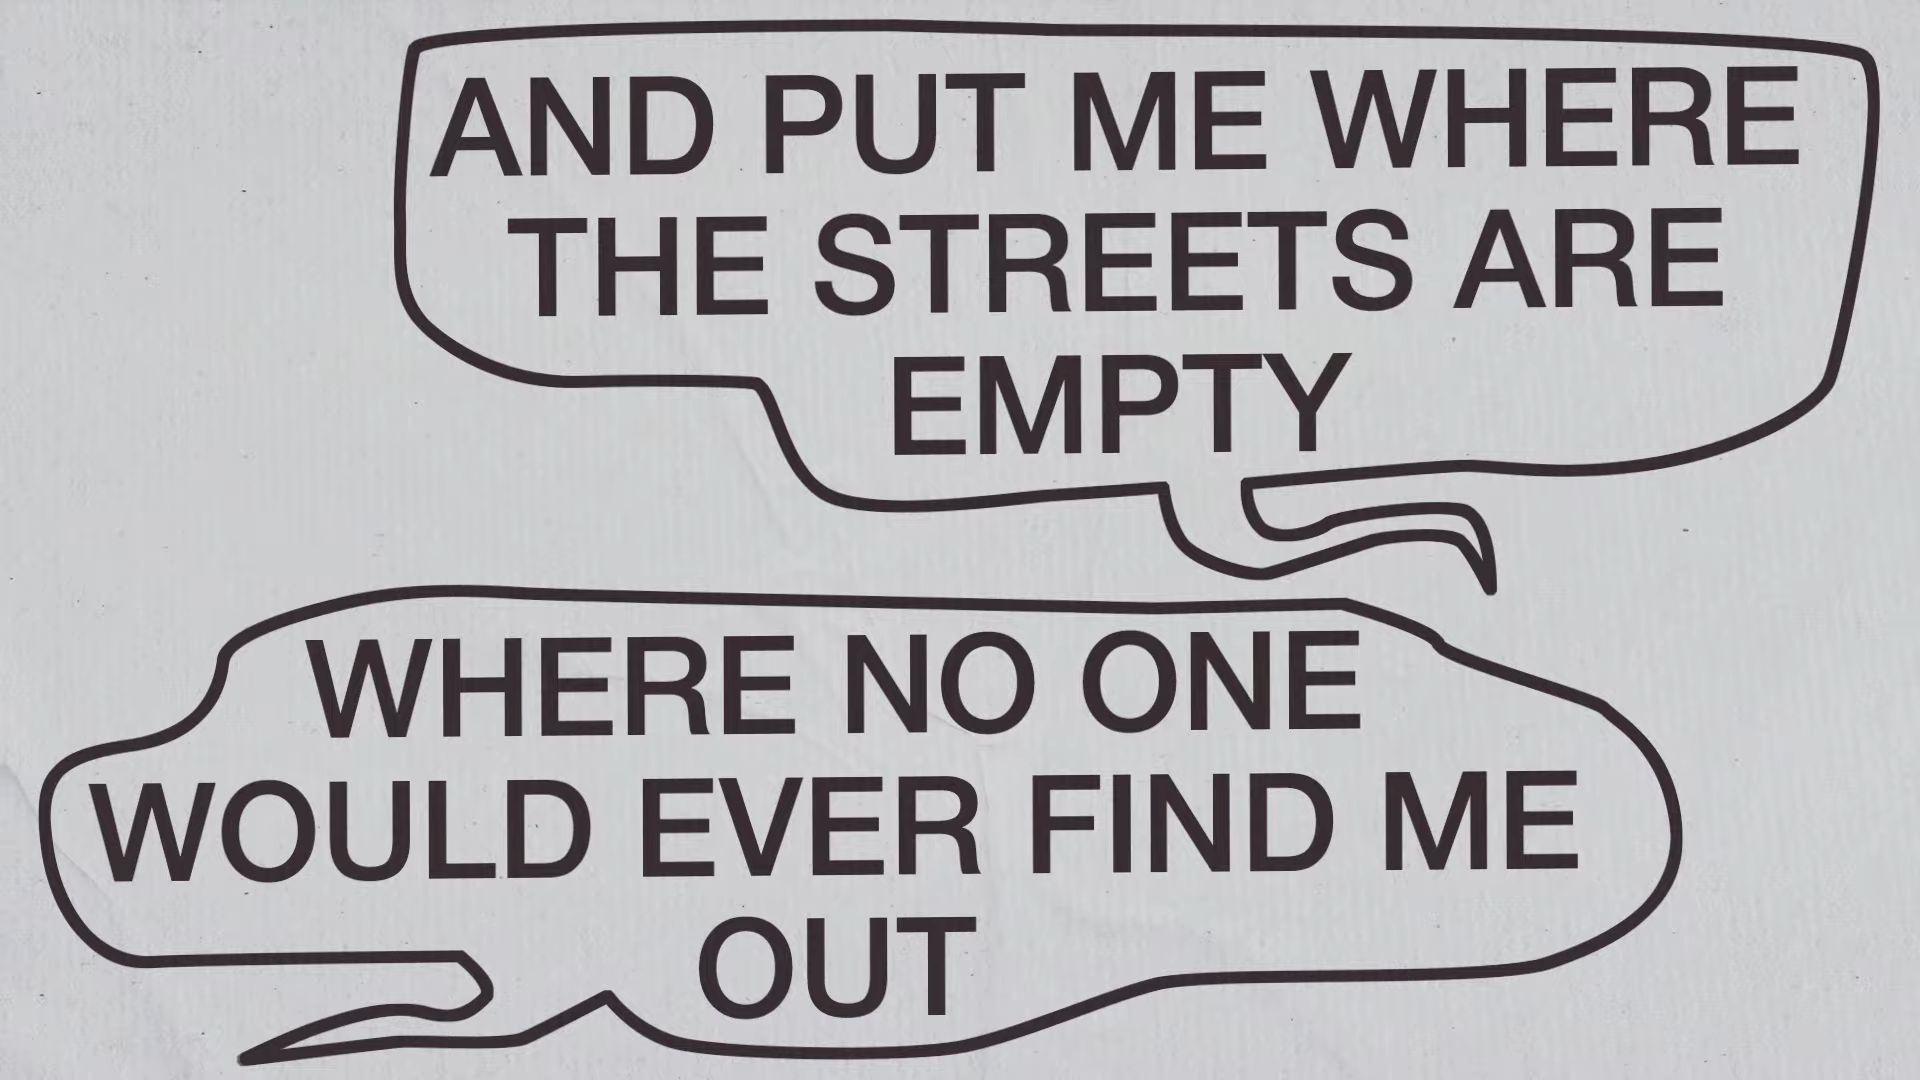 AND PUT ME WHERE
THE STREETS ARE
EMPTY
WHERE NO ONE
WOULD EVER FIND ME
OUT